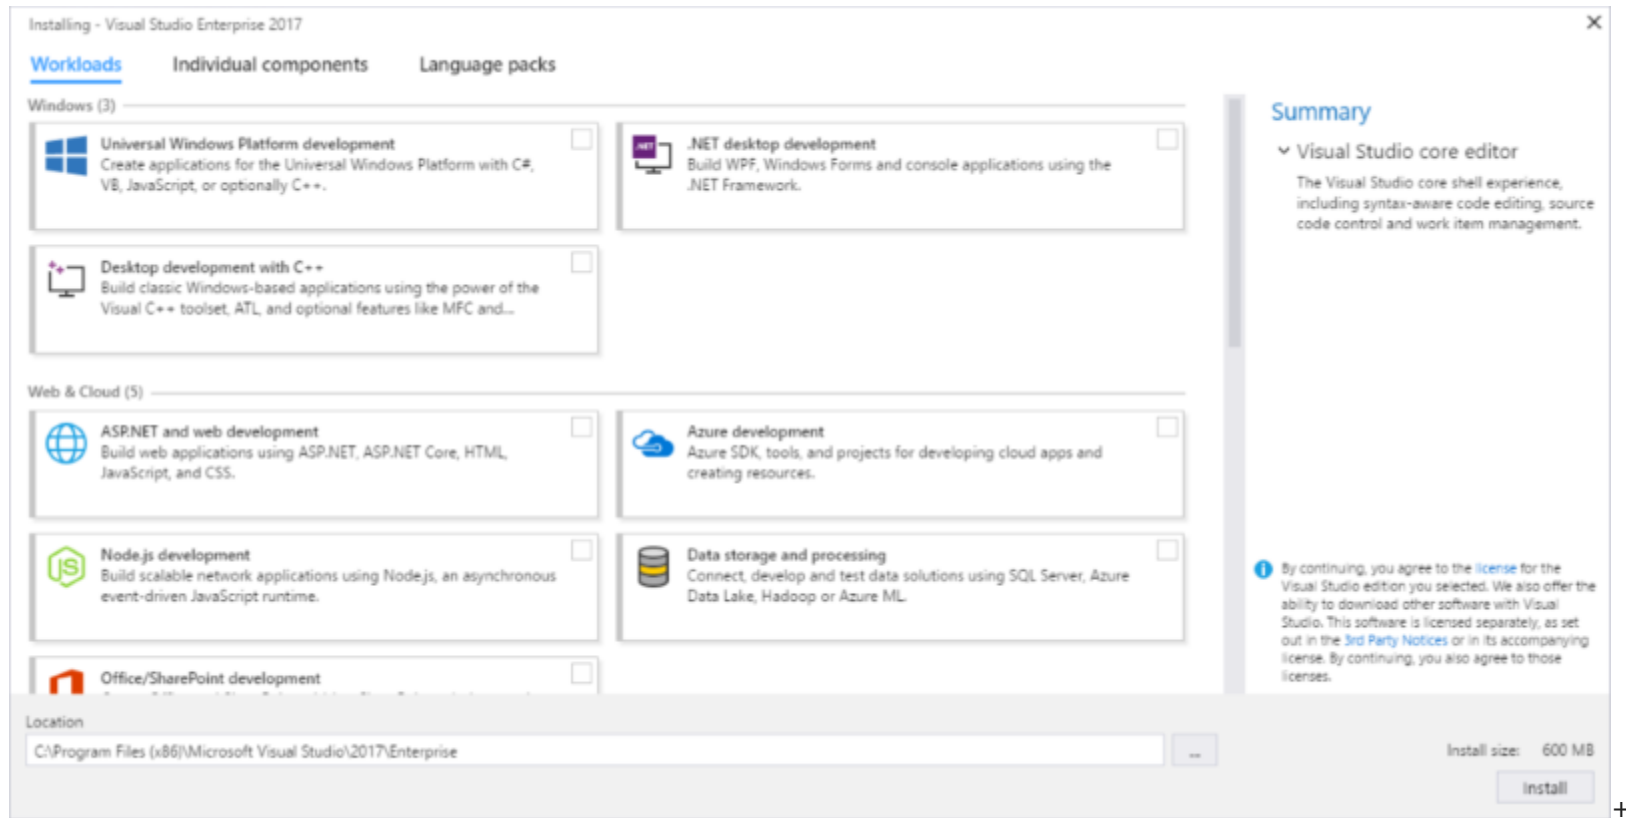 Installing - Visual Studio Enterprise 2017
Workloads Individual components Language packs
Windows (3)
Universal Windows Platform development
Create applications for the Universal Windows Platform with C#,
VB, JavaScript, or optionally C++.
.NET
.NET desktop development
Build WPF, Windows Forms and console applications using the
.NET Framework.
Desktop development with C++
Build classic Windows-based applications using the power of the
Visual C++ toolset, ATL, and optional features like MFC and...
Web & Cloud (5)
ASP.NET and web development
Build web applications using ASP.NET, ASP.NET Core, HTML,
JavaScript, and CSS.
Azure development
Azure SDK, tools, and projects for developing cloud apps and
creating resources.
JS
Node.js development
Build scalable network applications using Node.js, an asynchronous
event-driven JavaScript runtime.
Data storage and processing
Connect, develop and test data solutions using SQL Server, Azure
Data Lake, Hadoop or Azure ML.
Office/SharePoint development
Summary
Visual Studio core editor
The Visual Studio core shell experience,
including syntax-aware code editing, source
code control and work item management.
By continuing, you agree to the license for the
Visual Studio edition you selected. We also offer the
ability to download other software with Visual
Studio. This software is licensed separately, as set
out in the 3rd Party Notices or in its accompanying
license. By continuing, you also agree to those
licenses.
Location
C:\Program Files (x86)\Microsoft Visual Studio\2017\Enterprise
...
Install size: 600 MB
Install
+